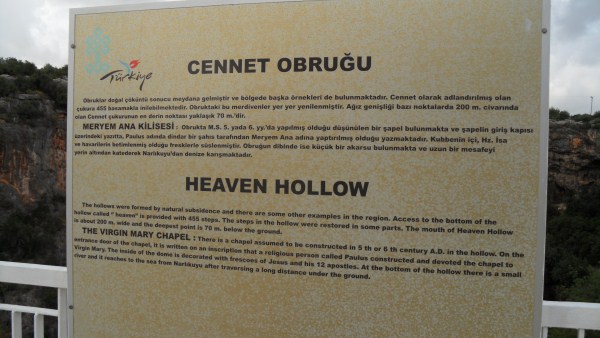 Türkiye
CENNET OBRUĞU
Obruklar doğal çöküntü sonucu meydana gelmiştir ve bölgede başka örnekleri de bulunmaktadır. Cennet olarak adlandırılmış olan
çukura 455 basamakla inilebilmektedir. Obruktaki bu merdivenler yer yer yenilenmiştir. Ağız genişliği bazı noktalarda 200 m. civarında
olan Cennet çukurunun en derin noktası yaklaşık 70 m.'dir.
MERYEM ANA KİLİSESİ : Obrukta M.S. 5. yada 6. yy.'da yapılmış olduğu düşünülen bir şapel bulunmakta ve şapelin giriş kapısı
üzerindeki yazıtta, Paulus adında dindar bir şahıs tarafından Meryem Ana adına yaptırılmış olduğu yazmaktadır. Kubbenin içi, Hz. İsa
ve havarilerin betimlenmiş olduğu fresklerle süslenmiştir. Obruğun dibinde ise küçük bir akarsu bulunmakta ve uzun bir mesafeyi
yerin altından katederek Narlıkuyu'dan denize karışmaktadır.
HEAVEN HOLLOW
The hollows were formed by natural subsidence and there are some other examples in the region. Access to the bottom of the
hollow called " heaven" is provided with 455 steps. The steps in the hollow were restored in some parts. The mouth of Heaven Hollow
is about 200 m, wide and the deepest point is 70 m. below the ground.
THE VIRGIN MARY CHAPEL : There is a chapel assumed to be constructed in 5 th or 6 th century A.D. in the hollow. On the
entrance door of the chapel, it is written on an inscription that a religious person called Paulus constructed and devoted the chapel to
Virgin Mary. The insids of the dame is decorated with frescoes of Jesus and his 12 apostles. At the bottom of the hollow there is a small
river and it reaches to the sea from Narlıkuyu after traversing a long distance under the ground.